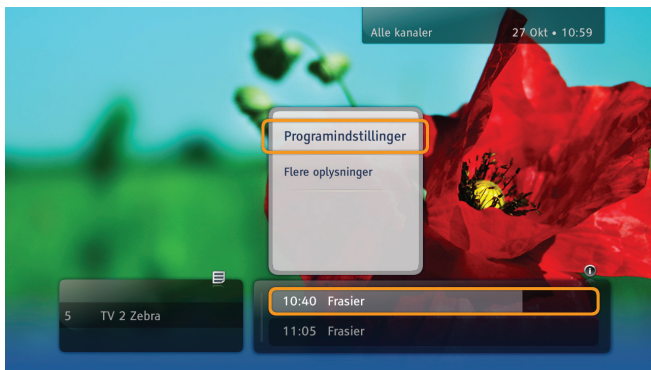 Alle kanaler 27 Okt • 10:59
Programindstillinger
Flere oplysninger
5 TV 2 Zebra
10:40 Frasier
11:05 Frasier